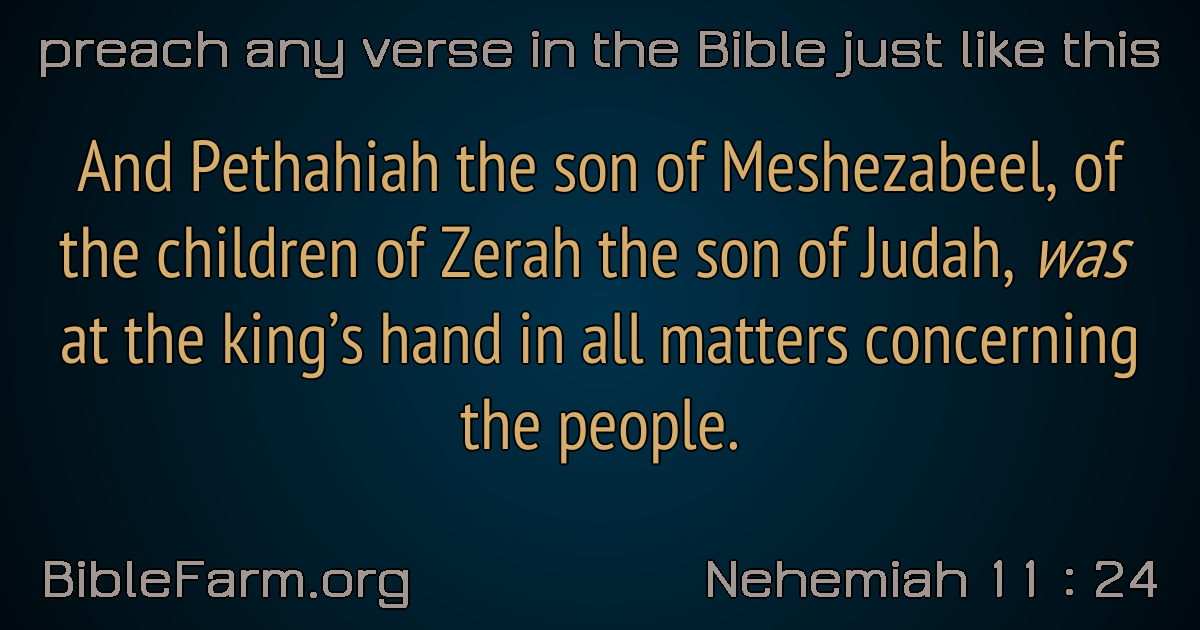 preach any verse in the Bible just like this
And Pethahiah the son of Meshezabeel, of
the children of Zerah the son of Judah, was
at the king’s hand in all matters concerning
the people.
BibleFarm.org
Nehemiah 11 : 24